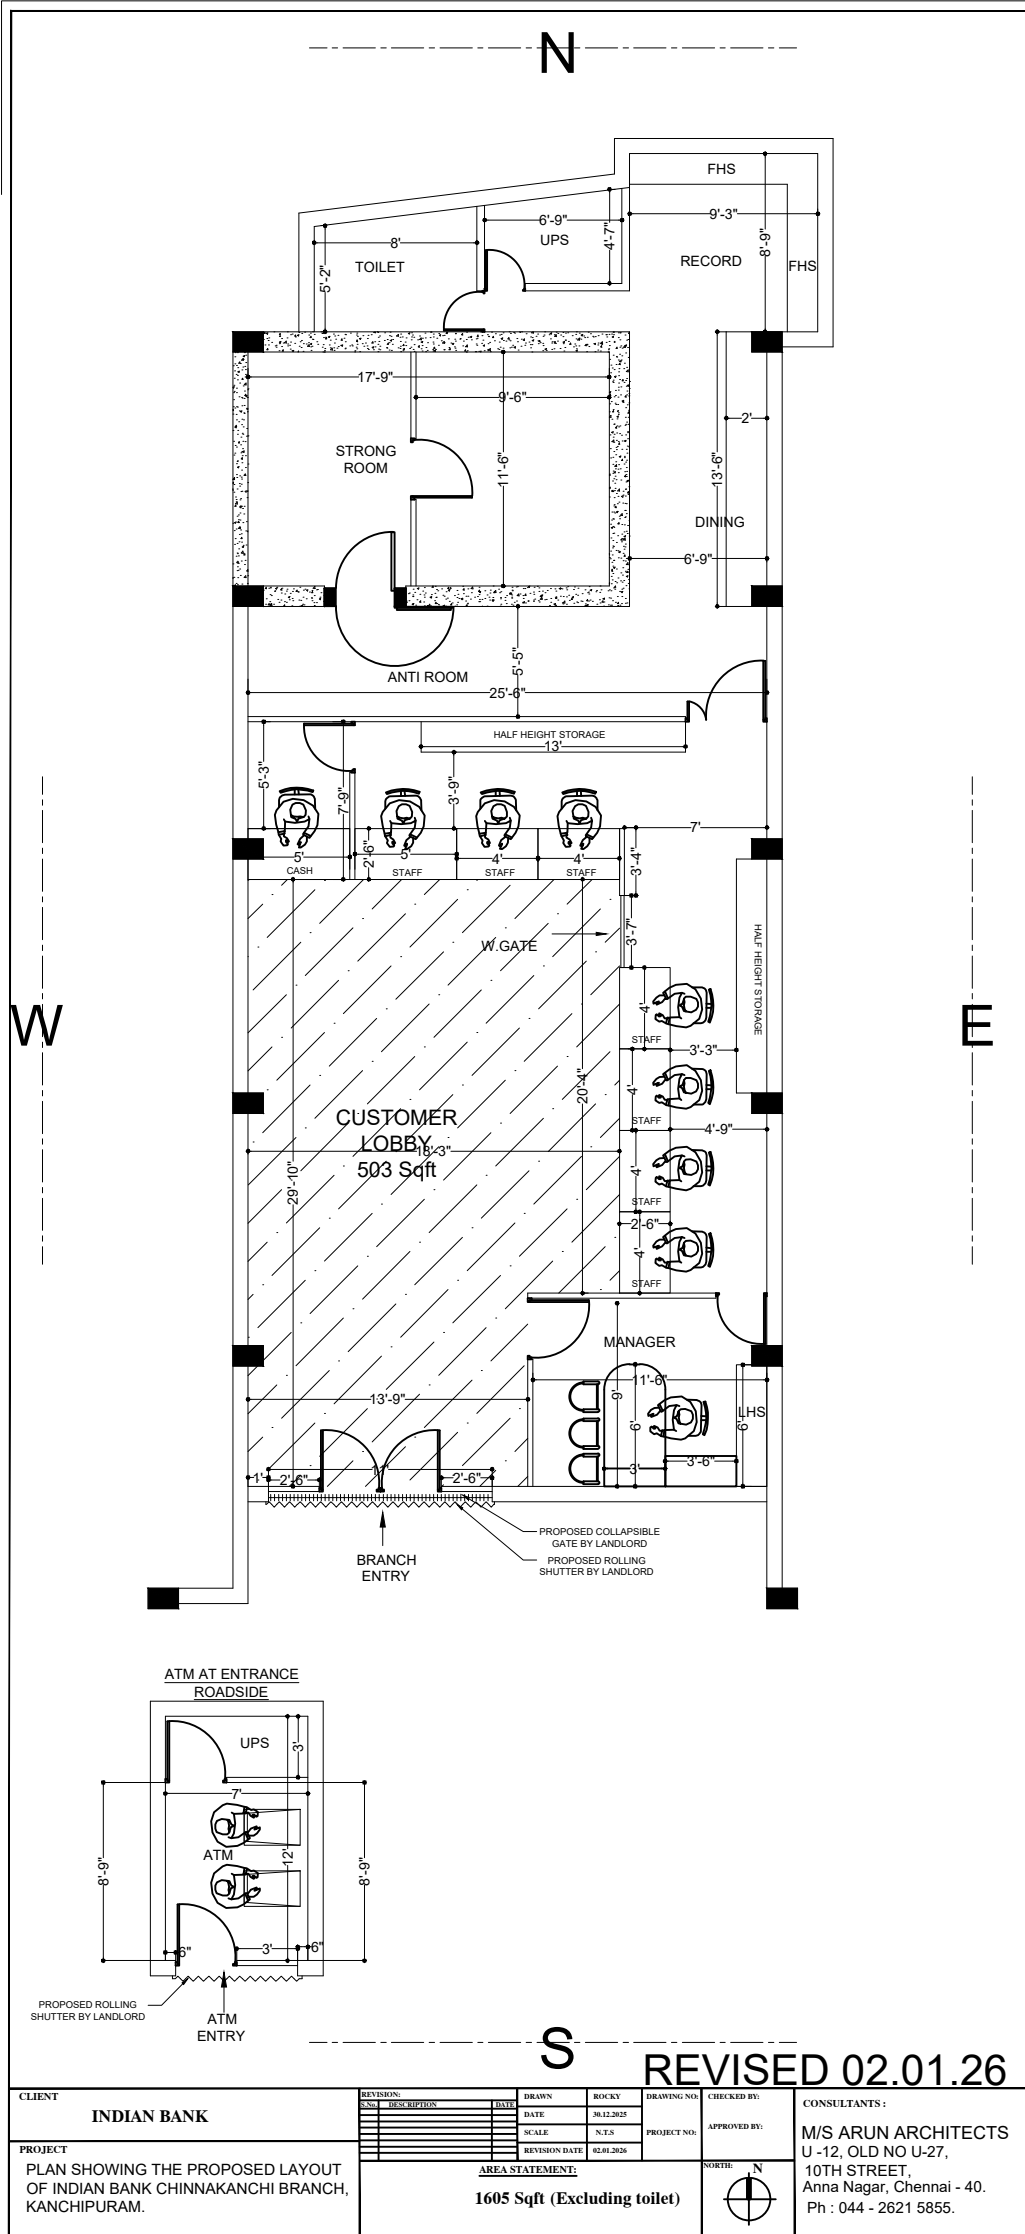 N
FHS
9'-3"
6'-9"
UPS
4'-7"
8'-9"
8'
TOILET
5'-2"
RECORD
FHS
17'-9"
9'-6"
2'
STRONG
ROOM
11'-6"
13'-6"
DINING
6'-9"
5'-5"
ANTI ROOM
25'-6"
HALF HEIGHT STORAGE
13'
5'-3"
7'-9"
3'-9"
7'
5'
CASH
2'-6"
5'
STAFF
4'
STAFF
4'
STAFF
3'-4"
W.GATE
3'-7"
HALF HEIGHT STORAGE
4'
STAFF
3'-3"
W
E
20'-4"
4'
STAFF
4'-9"
CUSTOMER
LOBBY
18'-3"
503 Sqft
29'-10"
4'
STAFF
2'-6"
4'
STAFF
MANAGER
11'-6"
13'-9"
9'
6'
LHS
6'
3'
3'-6"
1'
2'-6"
11'
2'-6"
PROPOSED COLLAPSIBLE
GATE BY LANDLORD
PROPOSED ROLLING
SHUTTER BY LANDLORD
BRANCH
ENTRY
ATM AT ENTRANCE
ROADSIDE
UPS
3'
7'
8'-9"
ATM
12'
8'-9"
6"
3'
6"
PROPOSED ROLLING
SHUTTER BY LANDLORD
ATM
ENTRY
S
REVISED 02.01.26
CLIENT
INDIAN BANK
PROJECT
PLAN SHOWING THE PROPOSED LAYOUT
OF INDIAN BANK CHINNAKANCHI BRANCH,
KANCHIPURAM.
REVISION:
S.No. DESCRIPTION DATE
DRAWN ROCKY
DATE 30.12.2025
SCALE N.T.S
REVISION DATE 02.01.2026
DRAWING NO:
PROJECT NO:
CHECKED BY:
APPROVED BY:
AREA STATEMENT:
1605 Sqft (Excluding toilet)
NORTH:
N
CONSULTANTS :
M/S ARUN ARCHITECTS
U -12, OLD NO U-27,
10TH STREET,
Anna Nagar, Chennai - 40.
Ph : 044 - 2621 5855.